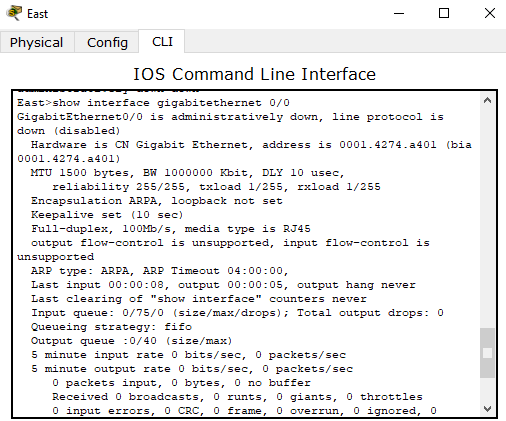 East
Physical Config CLI
IOS Command Line Interface
East>show interface gigabitethernet 0/0
GigabitEthernet0/0 is administratively down, line protocol is
down (disabled)
Hardware is CN Gigabit Ethernet, address is 0001.4274.a401 (bia
0001.4274.a401)
MTU 1500 bytes, BW 1000000 Kbit, DLY 10 usec,
reliability 255/255, txload 1/255, rxload 1/255
Encapsulation ARPA, loopback not set
Keepalive set (10 sec)
Full-duplex, 100Mb/s, media type is RJ45
output flow-control is unsupported, input flow-control is
unsupported
ARP type: ARPA, ARP Timeout 04:00:00,
Last input 00:00:08, output 00:00:05, output hang never
Last clearing of "show interface" counters never
Input queue: 0/75/0 (size/max/drops); Total output drops: 0
Queueing strategy: fifo
Output queue :0/40 (size/max)
5 minute input rate 0 bits/sec, 0 packets/sec
5 minute output rate 0 bits/sec, 0 packets/sec
0 packets input, 0 bytes, 0 no buffer
Received 0 broadcasts, 0 runts, 0 giants, 0 throttles
0 input errors, 0 CRC, 0 frame, 0 overrun, 0 ignored, 0